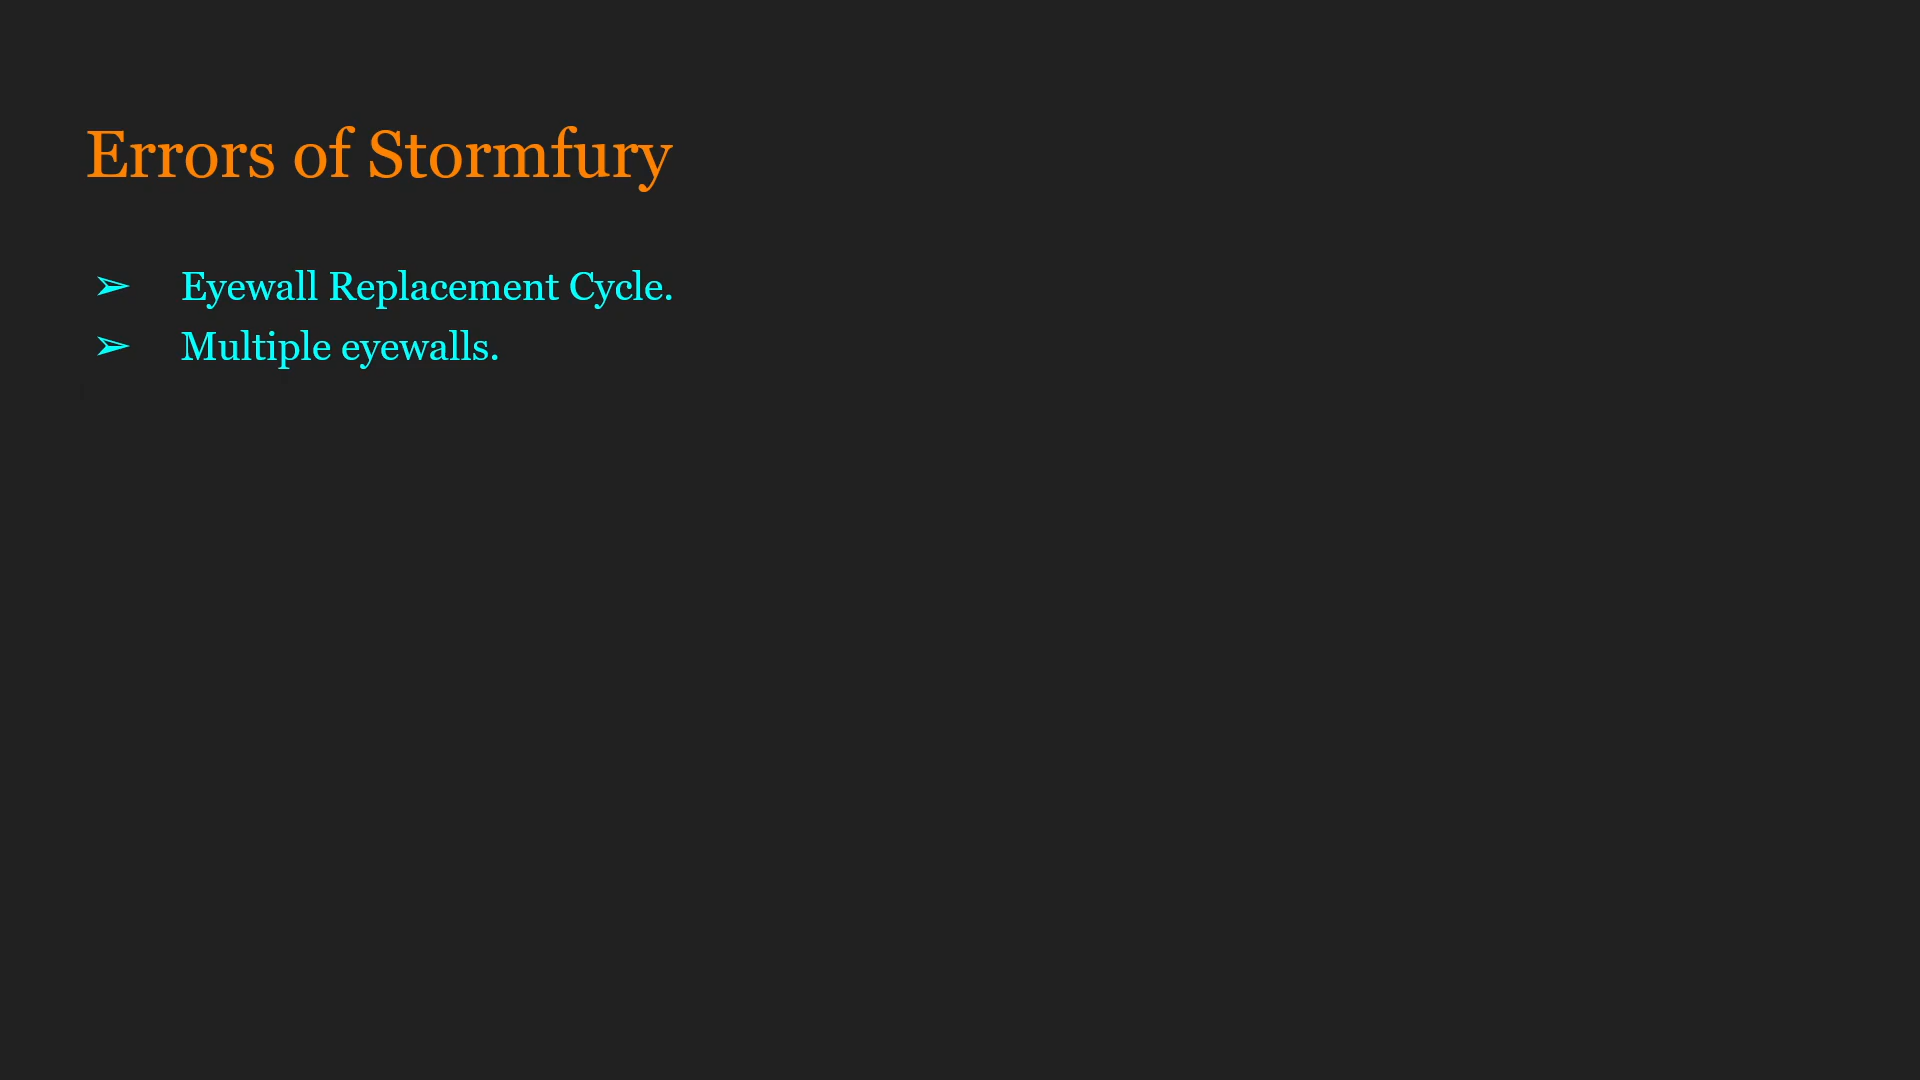 Errors of Stormfury
➢ Eyewall Replacement Cycle.
➢ Multiple eyewalls.